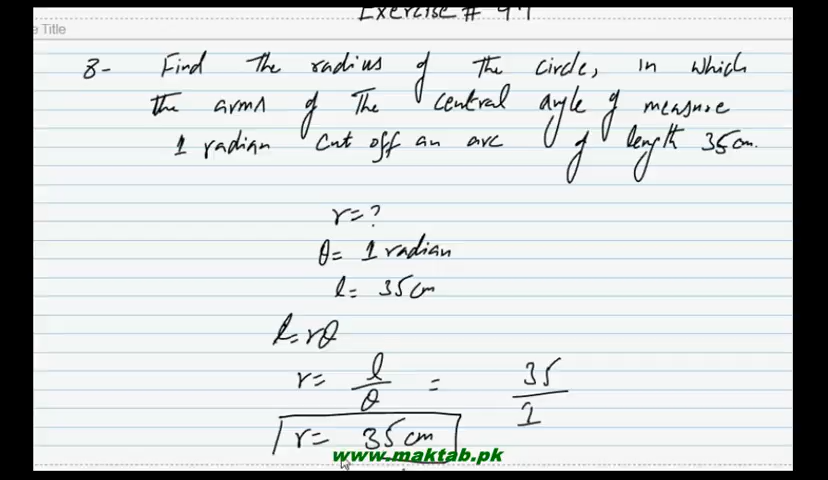 Exercise #
e Title
8- Find the radius of the circle, in which
the arms of the central angle of measure
1 radian cut off an arc of length 35cm.
r=?
θ= 1 radian
l= 35cm
l=rθ
r= l/θ = 35/1
r= 35cm
www.maktab.pk